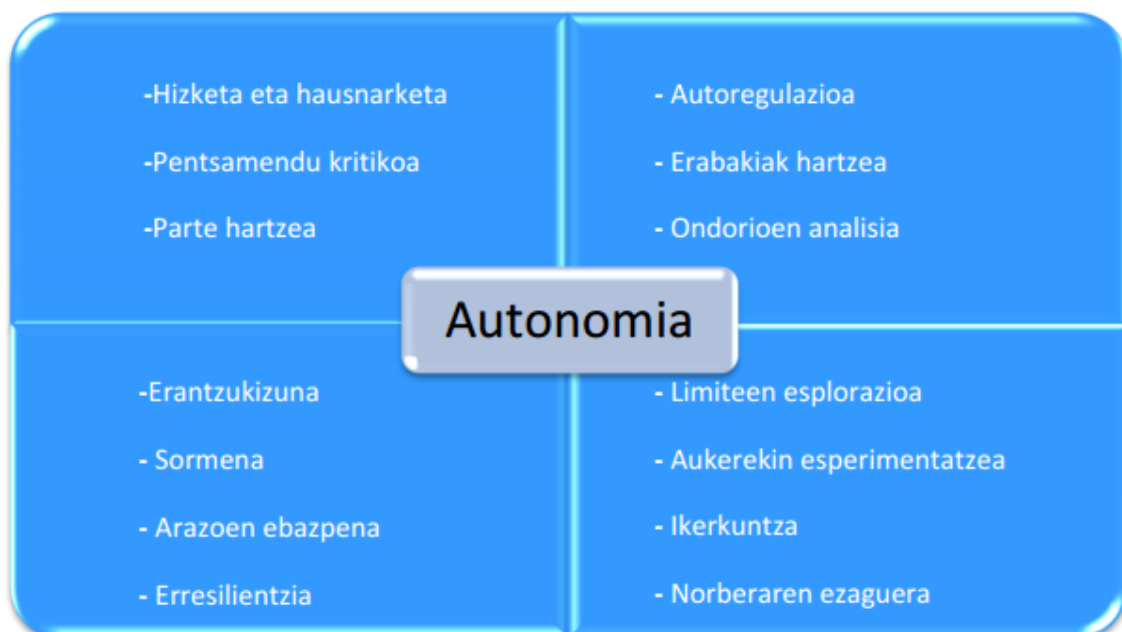 -Hizketa eta hausnarketa
-Pentsamendu kritikoa
-Parte hartzea
- Autoregulazioa
- Erabakiak hartzea
- Ondorioen analisia
Autonomia
-Erantzukizuna
- Sormena
- Arazoen ebazpena
- Erresilientzia
- Limiteen esplorazioa
- Aukerekin esperimentatzea
- Ikerkuntza
- Norberaren ezaguera